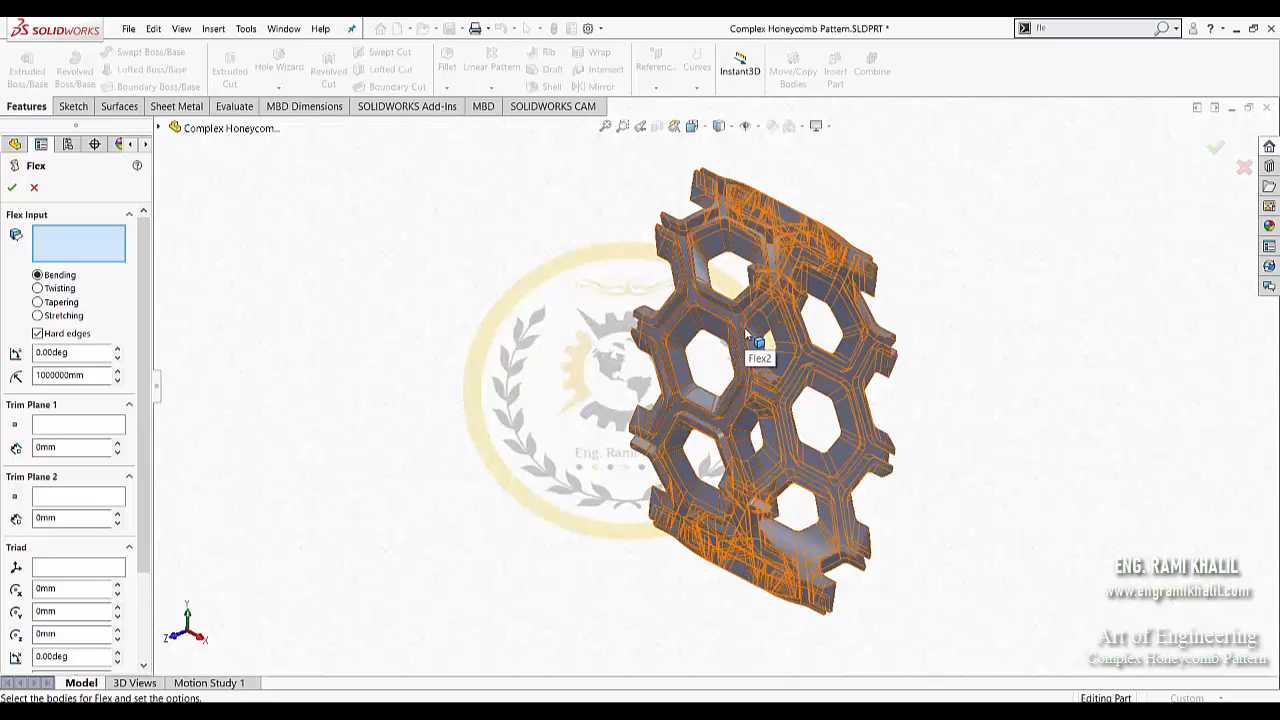 SOLIDWORKS
File Edit View Insert Tools Window Help
Complex Honeycomb Pattern.SLDPRT *
fle
Extruded Boss/Base
Revolved Boss/Base
Swept Boss/Base
Lofted Boss/Base
Boundary Boss/Base
Extruded Cut
Hole Wizard
Revolved Cut
Swept Cut
Lofted Cut
Boundary Cut
Fillet
Linear Pattern
Rib
Draft
Shell
Wrap
Intersect
Mirror
Referenc...
Curves
Instant3D
Move/Copy Bodies
Insert Part
Combine
Features Sketch Surfaces Sheet Metal Evaluate MBD Dimensions SOLIDWORKS Add-Ins MBD SOLIDWORKS CAM
Complex Honeycom...
Flex
Flex Input
Bending
Twisting
Tapering
Stretching
Hard edges
0.00deg
1000000mm
Trim Plane 1
0mm
Trim Plane 2
0mm
Triad
0mm
0mm
0mm
0.00deg
Flex2
Eng. Rami
Y
Z
X
ENG. RAMI KHALIL
www.engramikhalil.com
Art of Engineering
Complex Honeycomb Pattern
Model 3D Views Motion Study 1
Select the bodies for Flex and set the options.
Editing Part
Custom